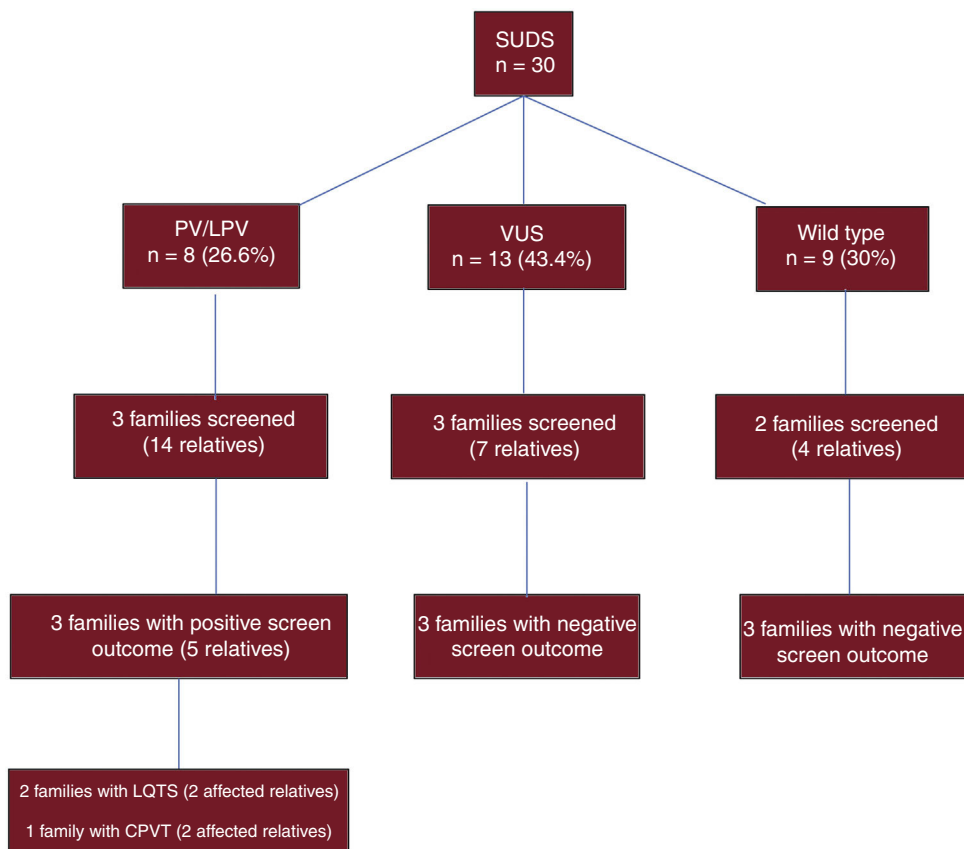 SUDS
n = 30
PV/LPV
n = 8 (26.6%)
VUS
n = 13 (43.4%)
Wild type
n = 9 (30%)
3 families screened
(14 relatives)
3 families screened
(7 relatives)
2 families screened
(4 relatives)
3 families with positive screen
outcome (5 relatives)
3 families with negative
screen outcome
3 families with negative
screen outcome
2 families with LQTS (2 affected relatives)
1 family with CPVT (2 affected relatives)